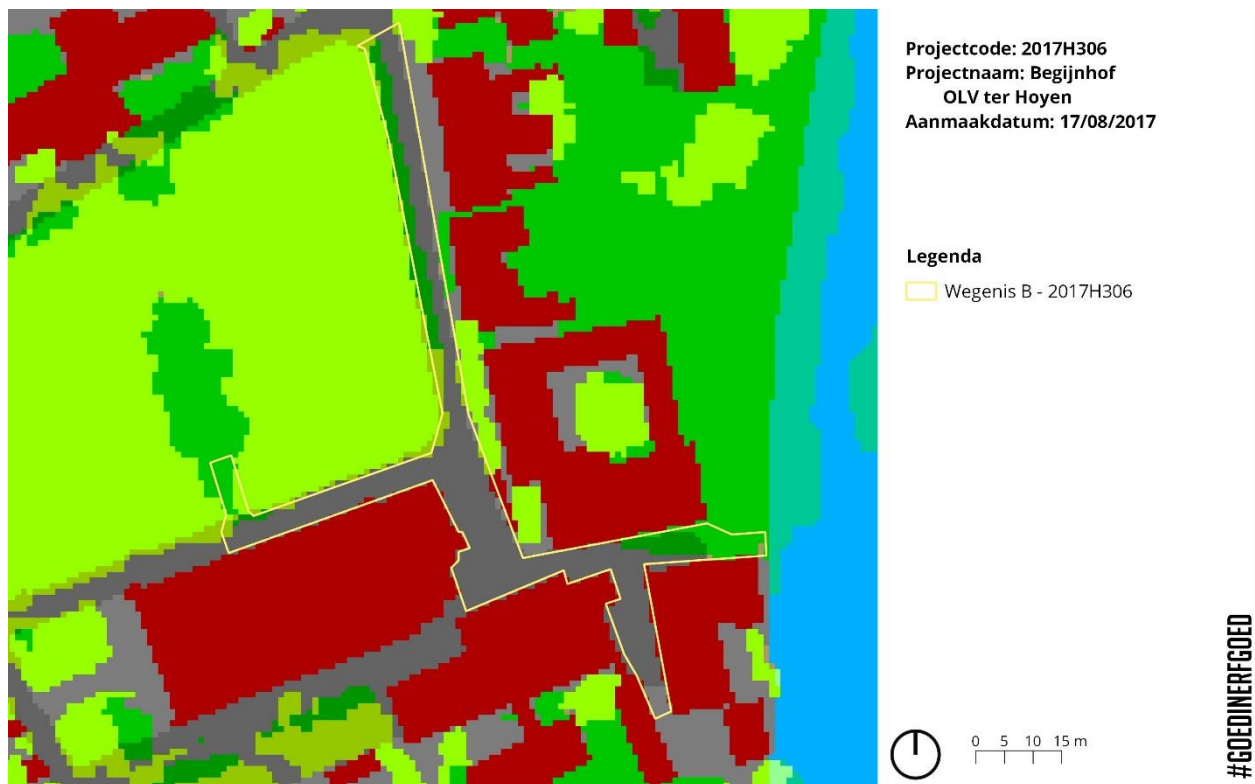 Projectcode: 2017H306
Projectnaam: Begijnhof
OLV ter Hoyen
Aanmaakdatum: 17/08/2017
Legenda
Wegenis B - 2017H306
0 5 10 15 m
#GOEDINERFGOED